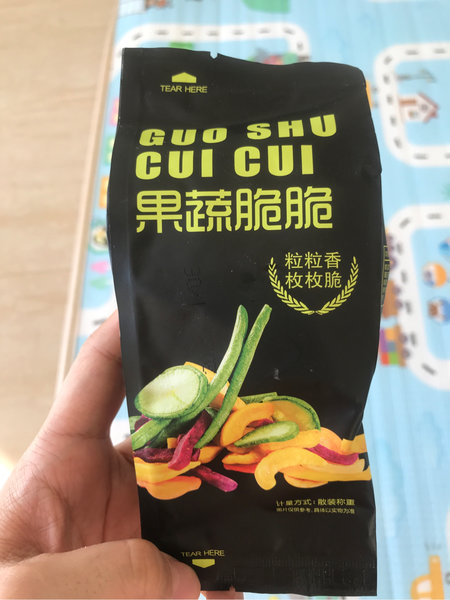 TEAR HERE
GUO SHU
CUI CUI
果蔬脆脆
粒粒香
枚枚脆
计量方式：散装称重
图片仅供参考，具体以实物为准
TEAR HERE